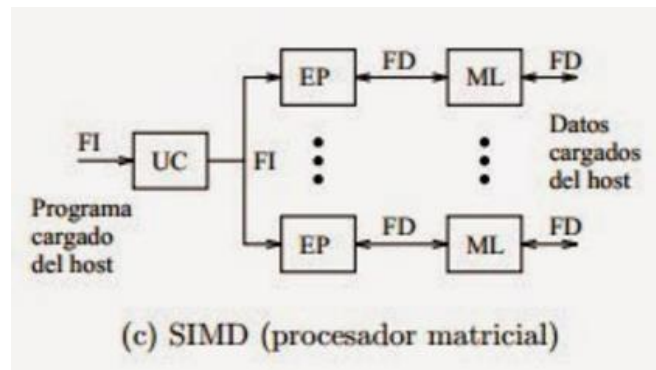 EP
FD
ML
FD
FI
UC
FI
Datos
cargados
del host
Programa
cargado
del host
EP
FD
ML
FD
(c) SIMD (procesador matricial)